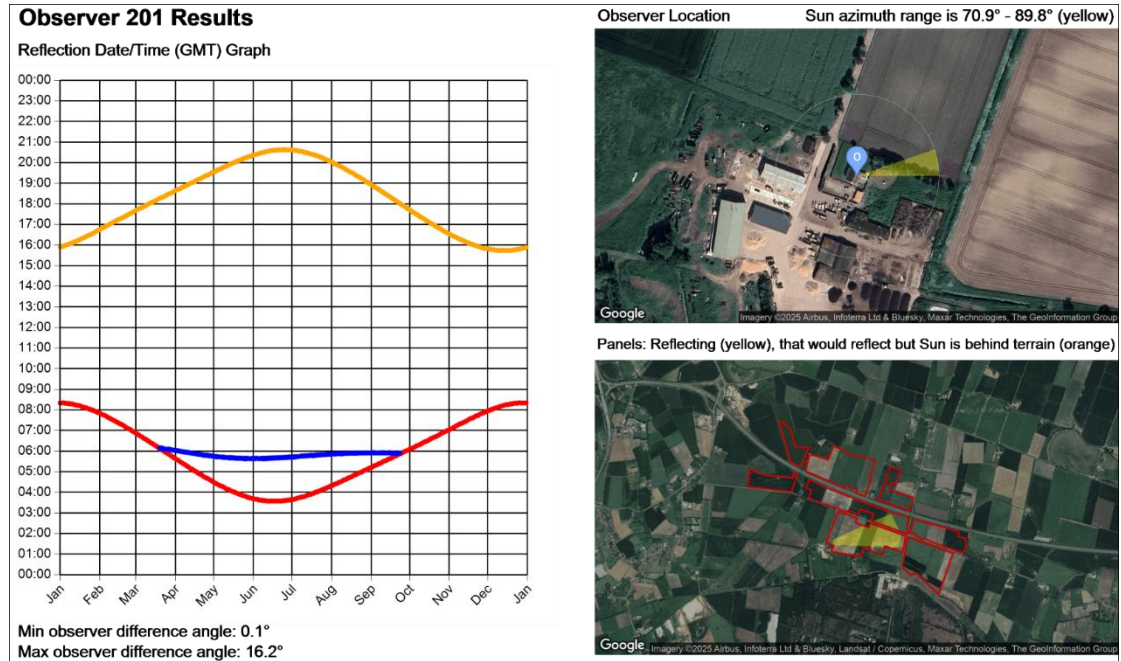 Observer 201 Results
Reflection Date/Time (GMT) Graph
00:00
23:00
22:00
21:00
20:00
19:00
18:00
17:00
16:00
15:00
14:00
13:00
12:00
11:00
10:00
09:00
08:00
07:00
06:00
05:00
04:00
03:00
02:00
01:00
00:00
Jan Feb Mar Apr May Jun Jul Aug Sep Oct Nov Dec Jan
Min observer difference angle: 0.1°
Max observer difference angle: 16.2°
Observer Location Sun azimuth range is 70.9° - 89.8° (yellow)
O
Google Imagery ©2025 Airbus, Infoterra Ltd & Bluesky, Maxar Technologies, The GeoInformation Group
Panels: Reflecting (yellow), that would reflect but Sun is behind terrain (orange)
Google Imagery ©2025 Airbus, Infoterra Ltd & Bluesky, Landsat / Copernicus, Maxar Technologies, The GeoInformation Group